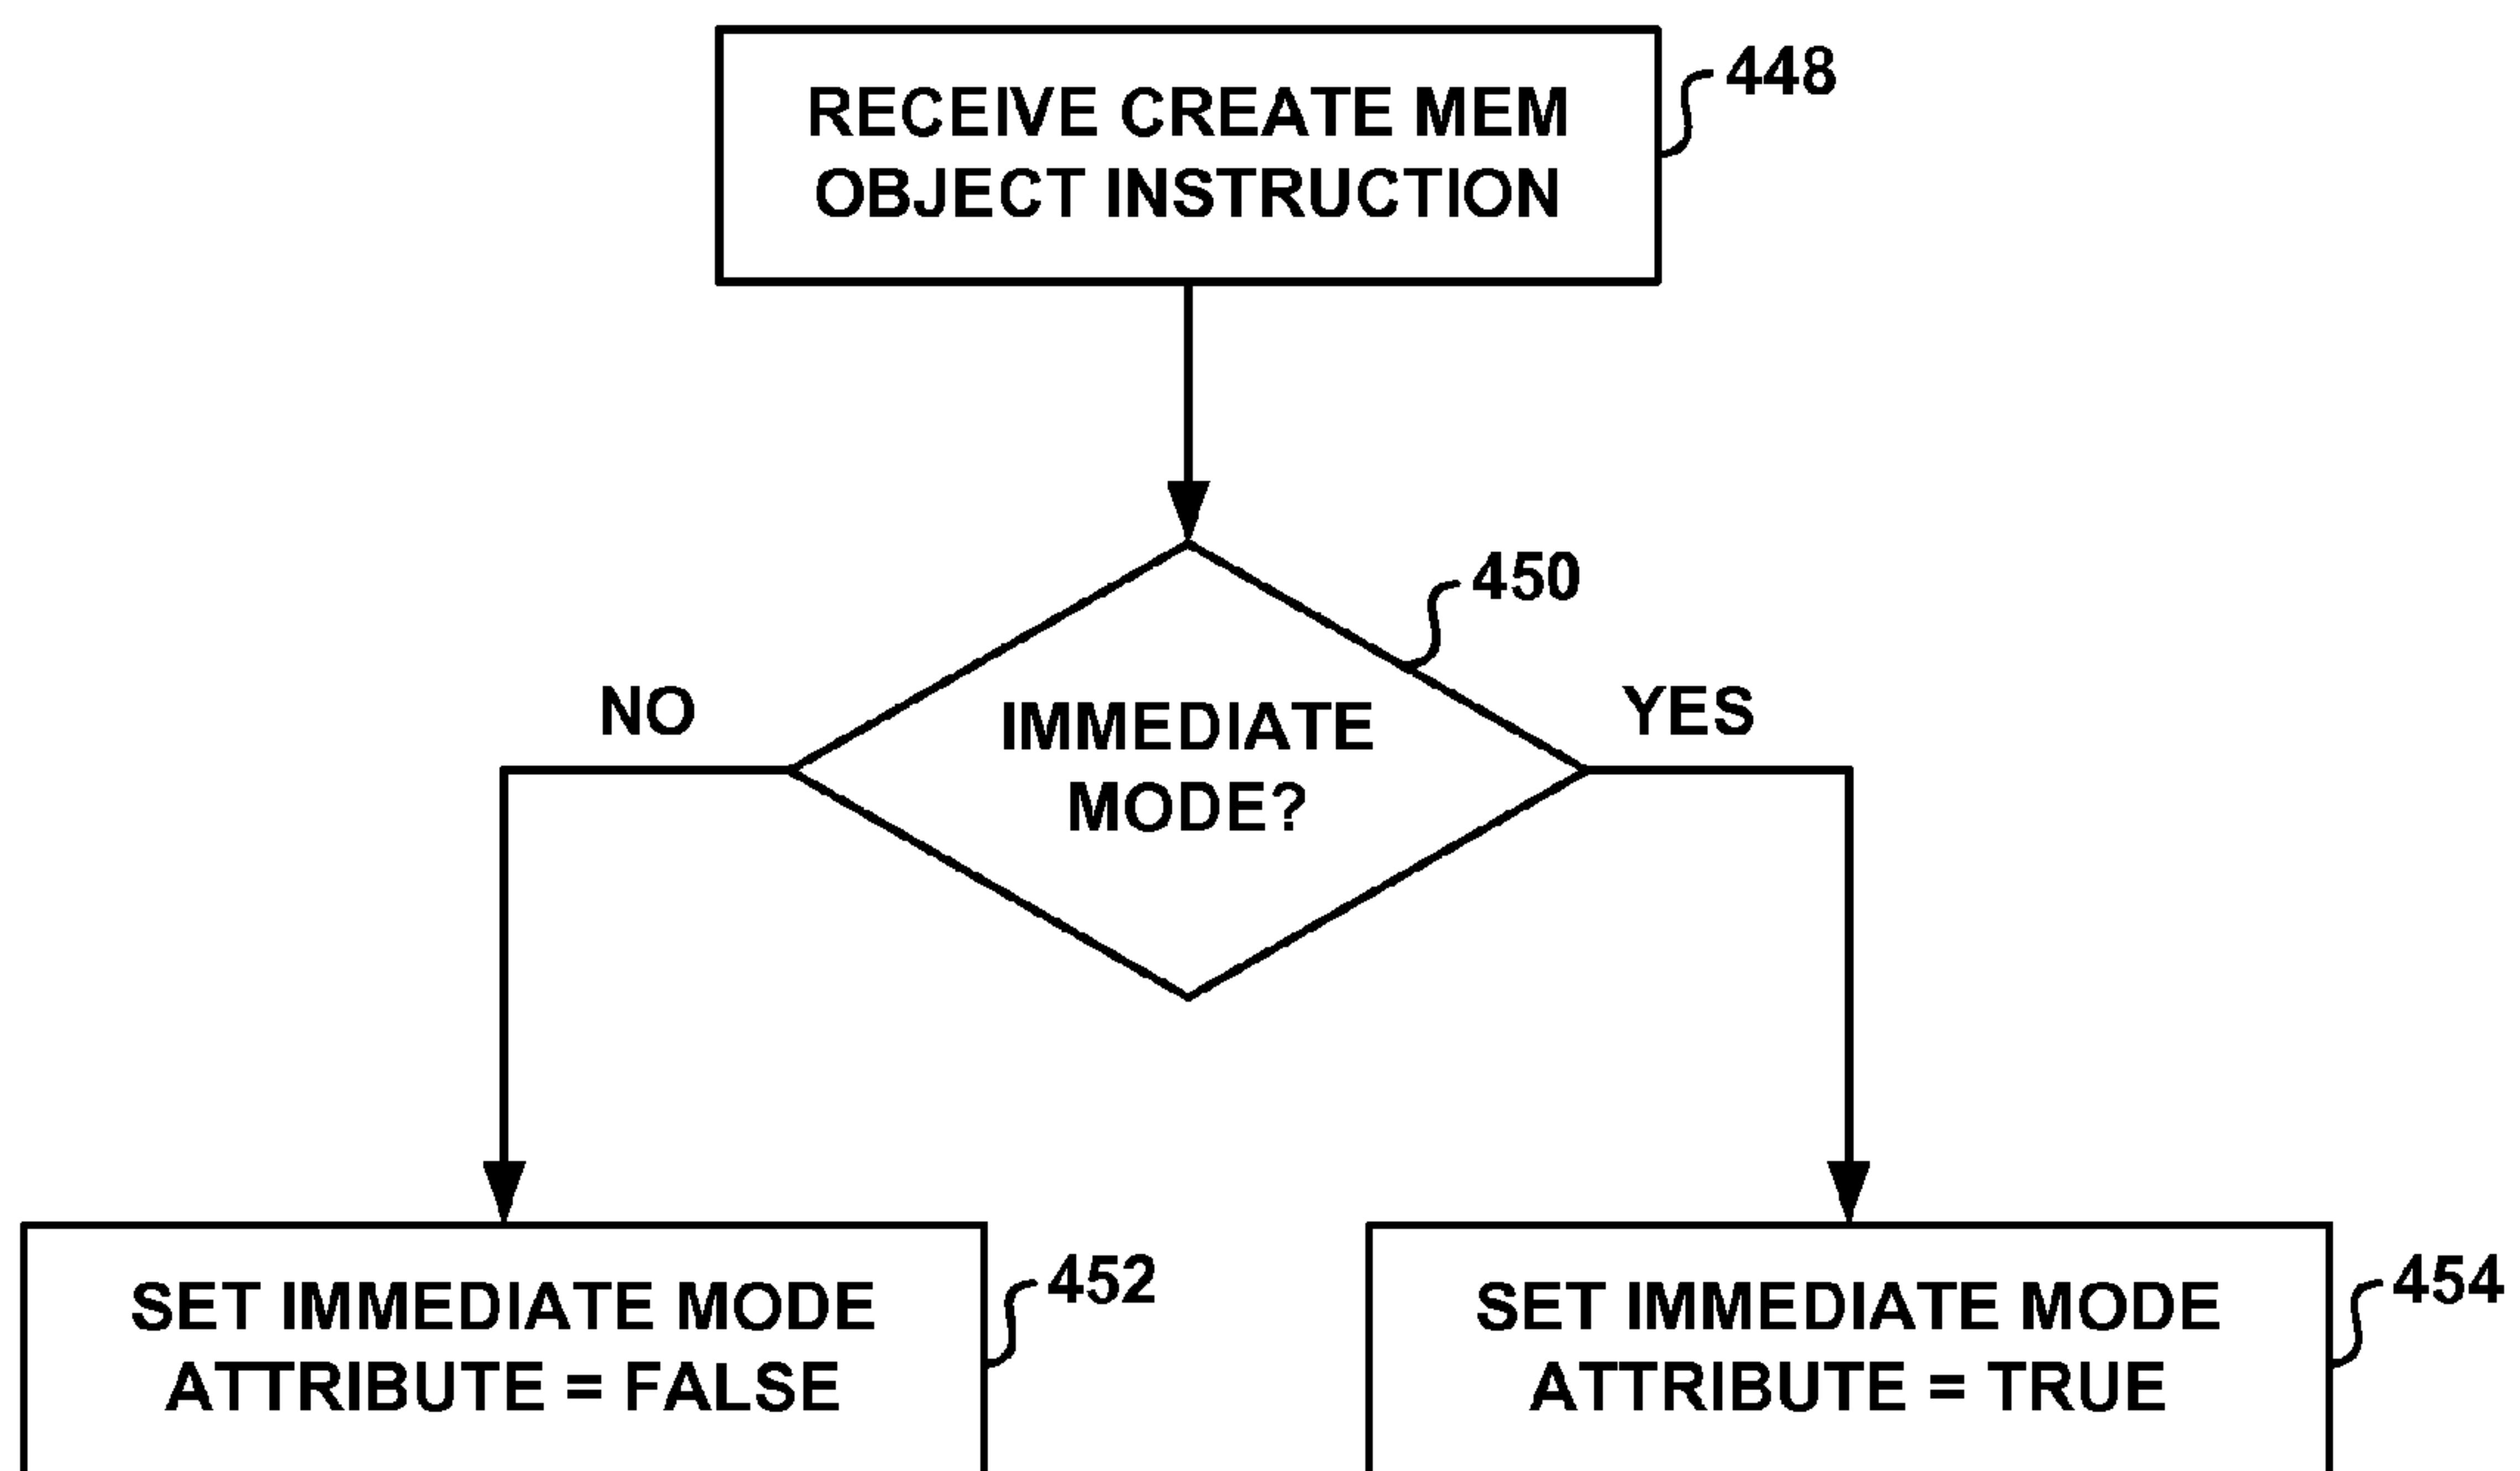 RECEIVE CREATE MEM
OBJECT INSTRUCTION
448
450
NO
IMMEDIATE
MODE?
YES
SET IMMEDIATE MODE
ATTRIBUTE = FALSE
452
SET IMMEDIATE MODE
ATTRIBUTE = TRUE
454